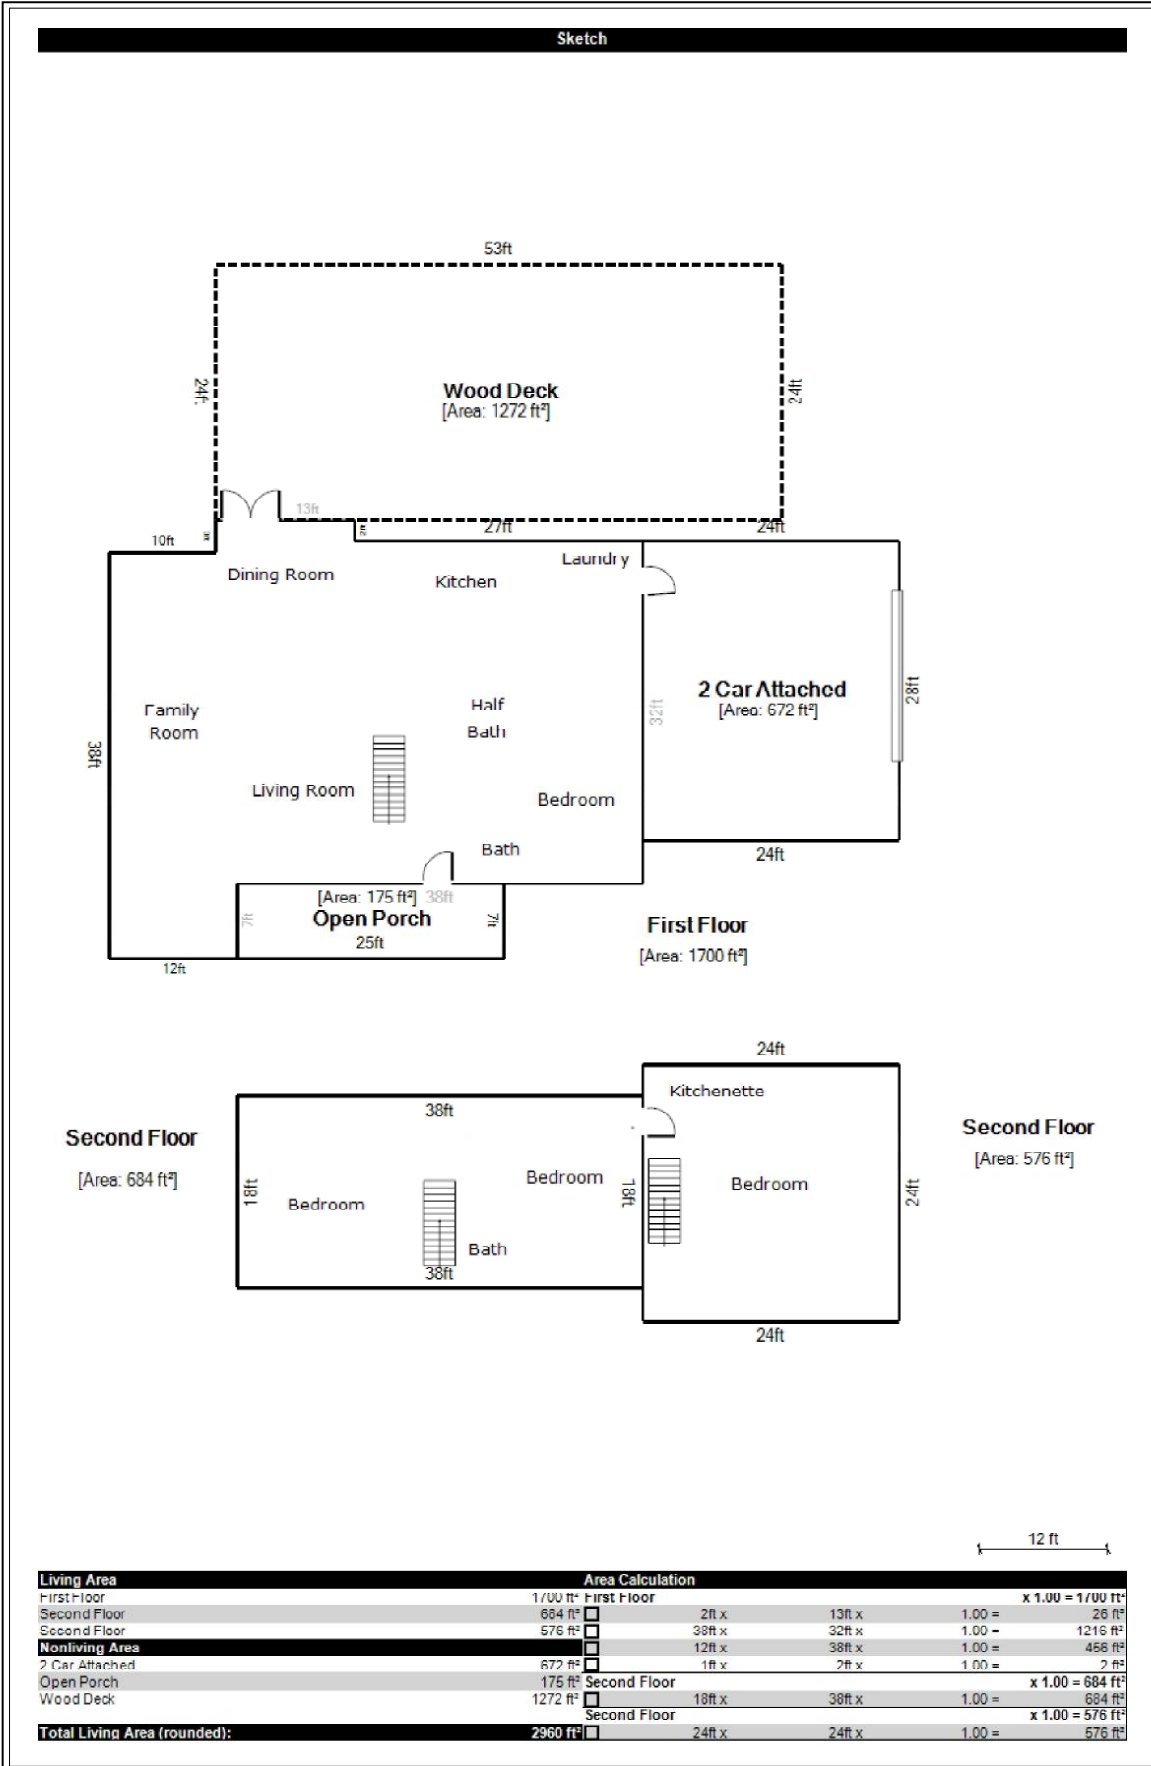 Sketch
53ft
24ft
24ft
Wood Deck
[Area: 1272 ft²]
13ft
3ft
2ft
27ft
24ft
10ft
Laundry
Dining Room
Kitchen
Family
Room
Half
Bath
32ft
2 Car Attached
[Area: 672 ft²]
28ft
38ft
Living Room
Bedroom
Bath
24ft
[Area: 175 ft²] 38ft
7ft
Open Porch
7ft
25ft
12ft
First Floor
[Area: 1700 ft²]
24ft
Kitchenette
38ft
Second Floor
[Area: 684 ft²]
Second Floor
[Area: 576 ft²]
18ft
Bedroom
Bedroom
18ft
Bedroom
24ft
Bath
38ft
24ft
12 ft
Living Area Area Calculation
First Floor 1700 ft² First Floor x 1.00 = 1700 ft²
Second Floor 684 ft² 2ft x 13ft x 1.00 = 26 ft²
Second Floor 576 ft² 38ft x 32ft x 1.00 = 1216 ft²
Nonliving Area 12ft x 38ft x 1.00 = 456 ft²
2 Car Attached 672 ft² 1ft x 2ft x 1.00 = 2 ft²
Open Porch 175 ft² Second Floor x 1.00 = 684 ft²
Wood Deck 1272 ft² 18ft x 38ft x 1.00 = 684 ft²
Second Floor x 1.00 = 576 ft²
Total Living Area (rounded): 2960 ft² 24ft x 24ft x 1.00 = 576 ft²